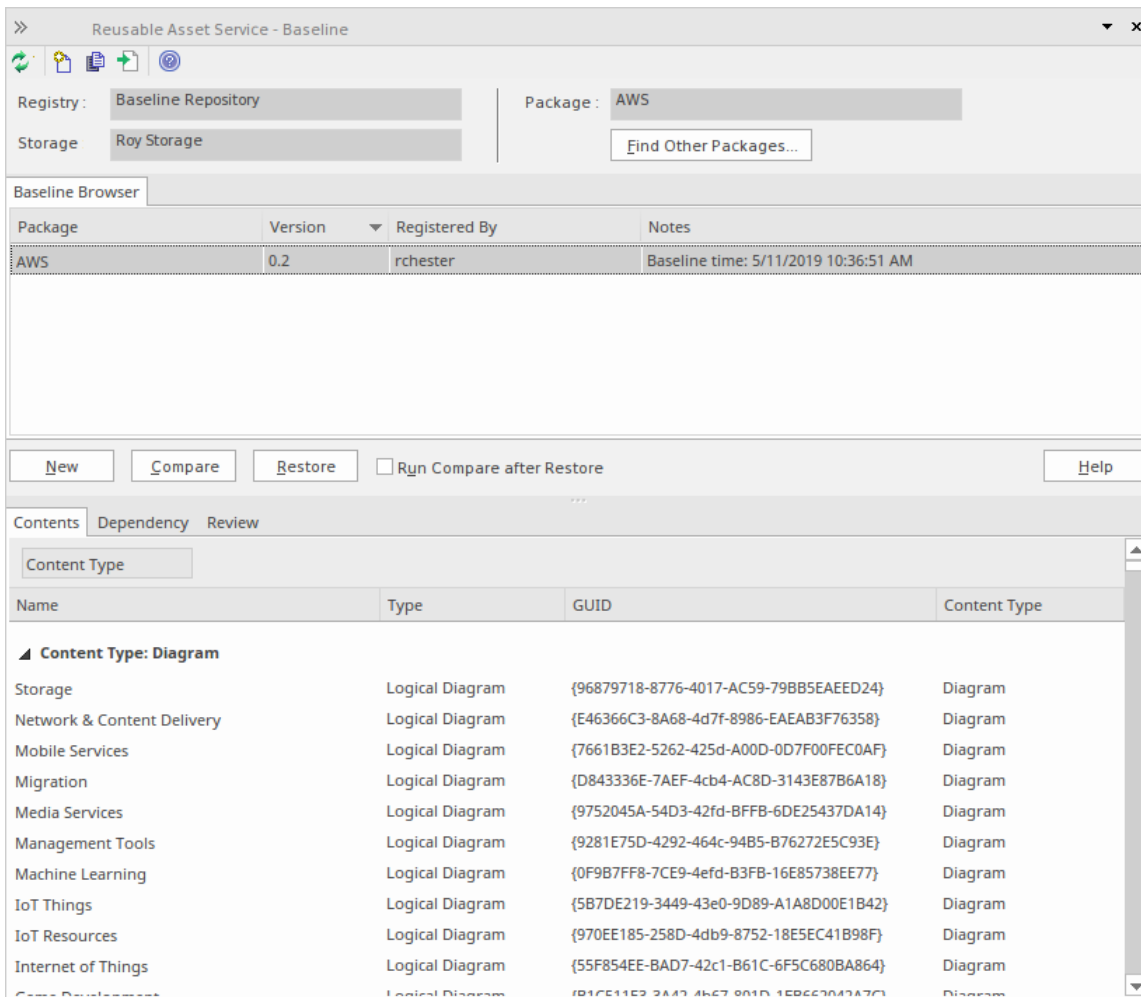 Reusable Asset Service - Baseline
Registry : Baseline Repository Package : AWS
Storage Roy Storage Find Other Packages...
Baseline Browser
Package Version Registered By Notes
AWS 0.2 rchester Baseline time: 5/11/2019 10:36:51 AM
New Compare Restore Run Compare after Restore Help
Contents Dependency Review
Content Type
Name Type GUID Content Type
Content Type: Diagram
Storage Logical Diagram {96879718-8776-4017-AC59-79BB5EAEED24} Diagram
Network & Content Delivery Logical Diagram {E46366C3-8A68-4d7f-8986-EAEAB3F76358} Diagram
Mobile Services Logical Diagram {7661B3E2-5262-425d-A00D-0D7F00FEC0AF} Diagram
Migration Logical Diagram {D843336E-7AEF-4cb4-AC8D-3143E87B6A18} Diagram
Media Services Logical Diagram {9752045A-54D3-42fd-BFFB-6DE25437DA14} Diagram
Management Tools Logical Diagram {9281E75D-4292-464c-94B5-B76272E5C93E} Diagram
Machine Learning Logical Diagram {0F9B7FF8-7CE9-4efd-B3FB-16E85738EE77} Diagram
IoT Things Logical Diagram {5B7DE219-3449-43e0-9D89-A1A8D00E1B42} Diagram
IoT Resources Logical Diagram {970EE185-258D-4db9-8752-18E5EC41B98F} Diagram
Internet of Things Logical Diagram {55F854EE-BAD7-42c1-B61C-6F5C680BA864} Diagram
Game Development Logical Diagram Diagram